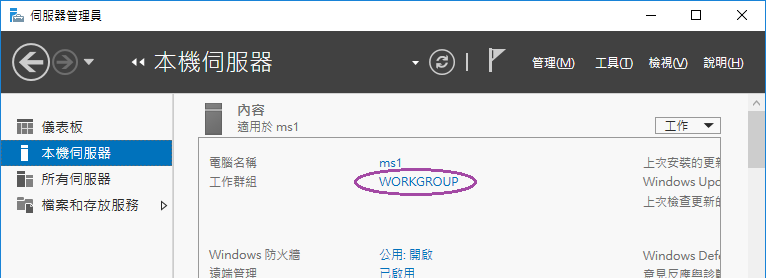 伺服器管理員
本機伺服器
管理(M) 工具(T) 檢視(V) 說明(H)
儀表板
本機伺服器
所有伺服器
檔案和存放服務
內容
適用於 ms1
工作
電腦名稱 ms1 上次安裝的更新
工作群組 WORKGROUP Windows Upd
上次檢查更新的
Windows 防火牆 公用: 開啟 Windows Defe
遠端管理 已啟用 意見反應與診斷